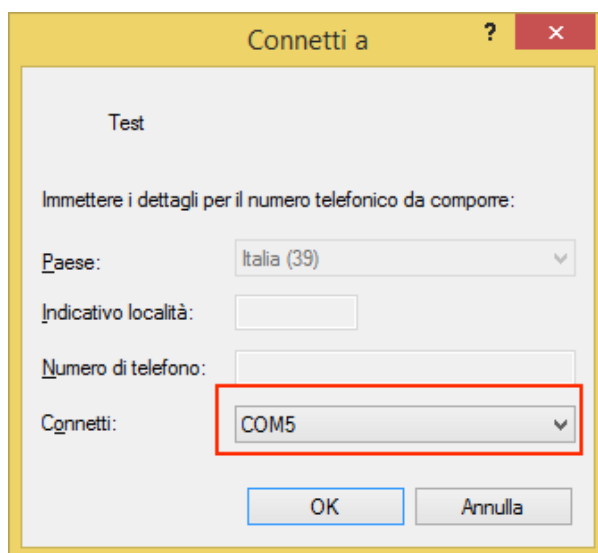 Connetti a ? ×
Test
Immettere i dettagli per il numero telefonico da comporre:
Paese: Italia (39)
Indicativo località:
Numero di telefono:
Connetti: COM5
OK Annulla